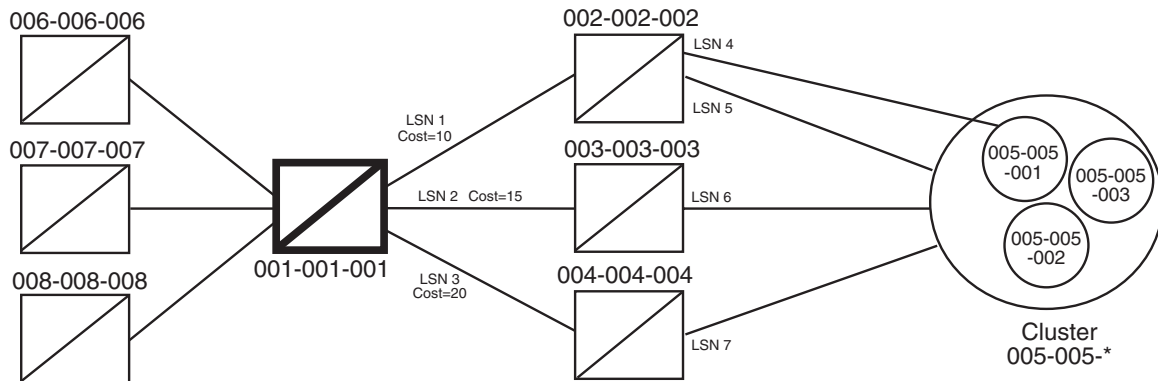 006-006-006
002-002-002
LSN 4
LSN 1
Cost=10
LSN 5
007-007-007
003-003-003
005-005
-001
005-005
-003
LSN 2 Cost=15
LSN 6
005-005
-002
001-001-001
008-008-008
LSN 3
Cost=20
004-004-004
LSN 7
Cluster
005-005-*